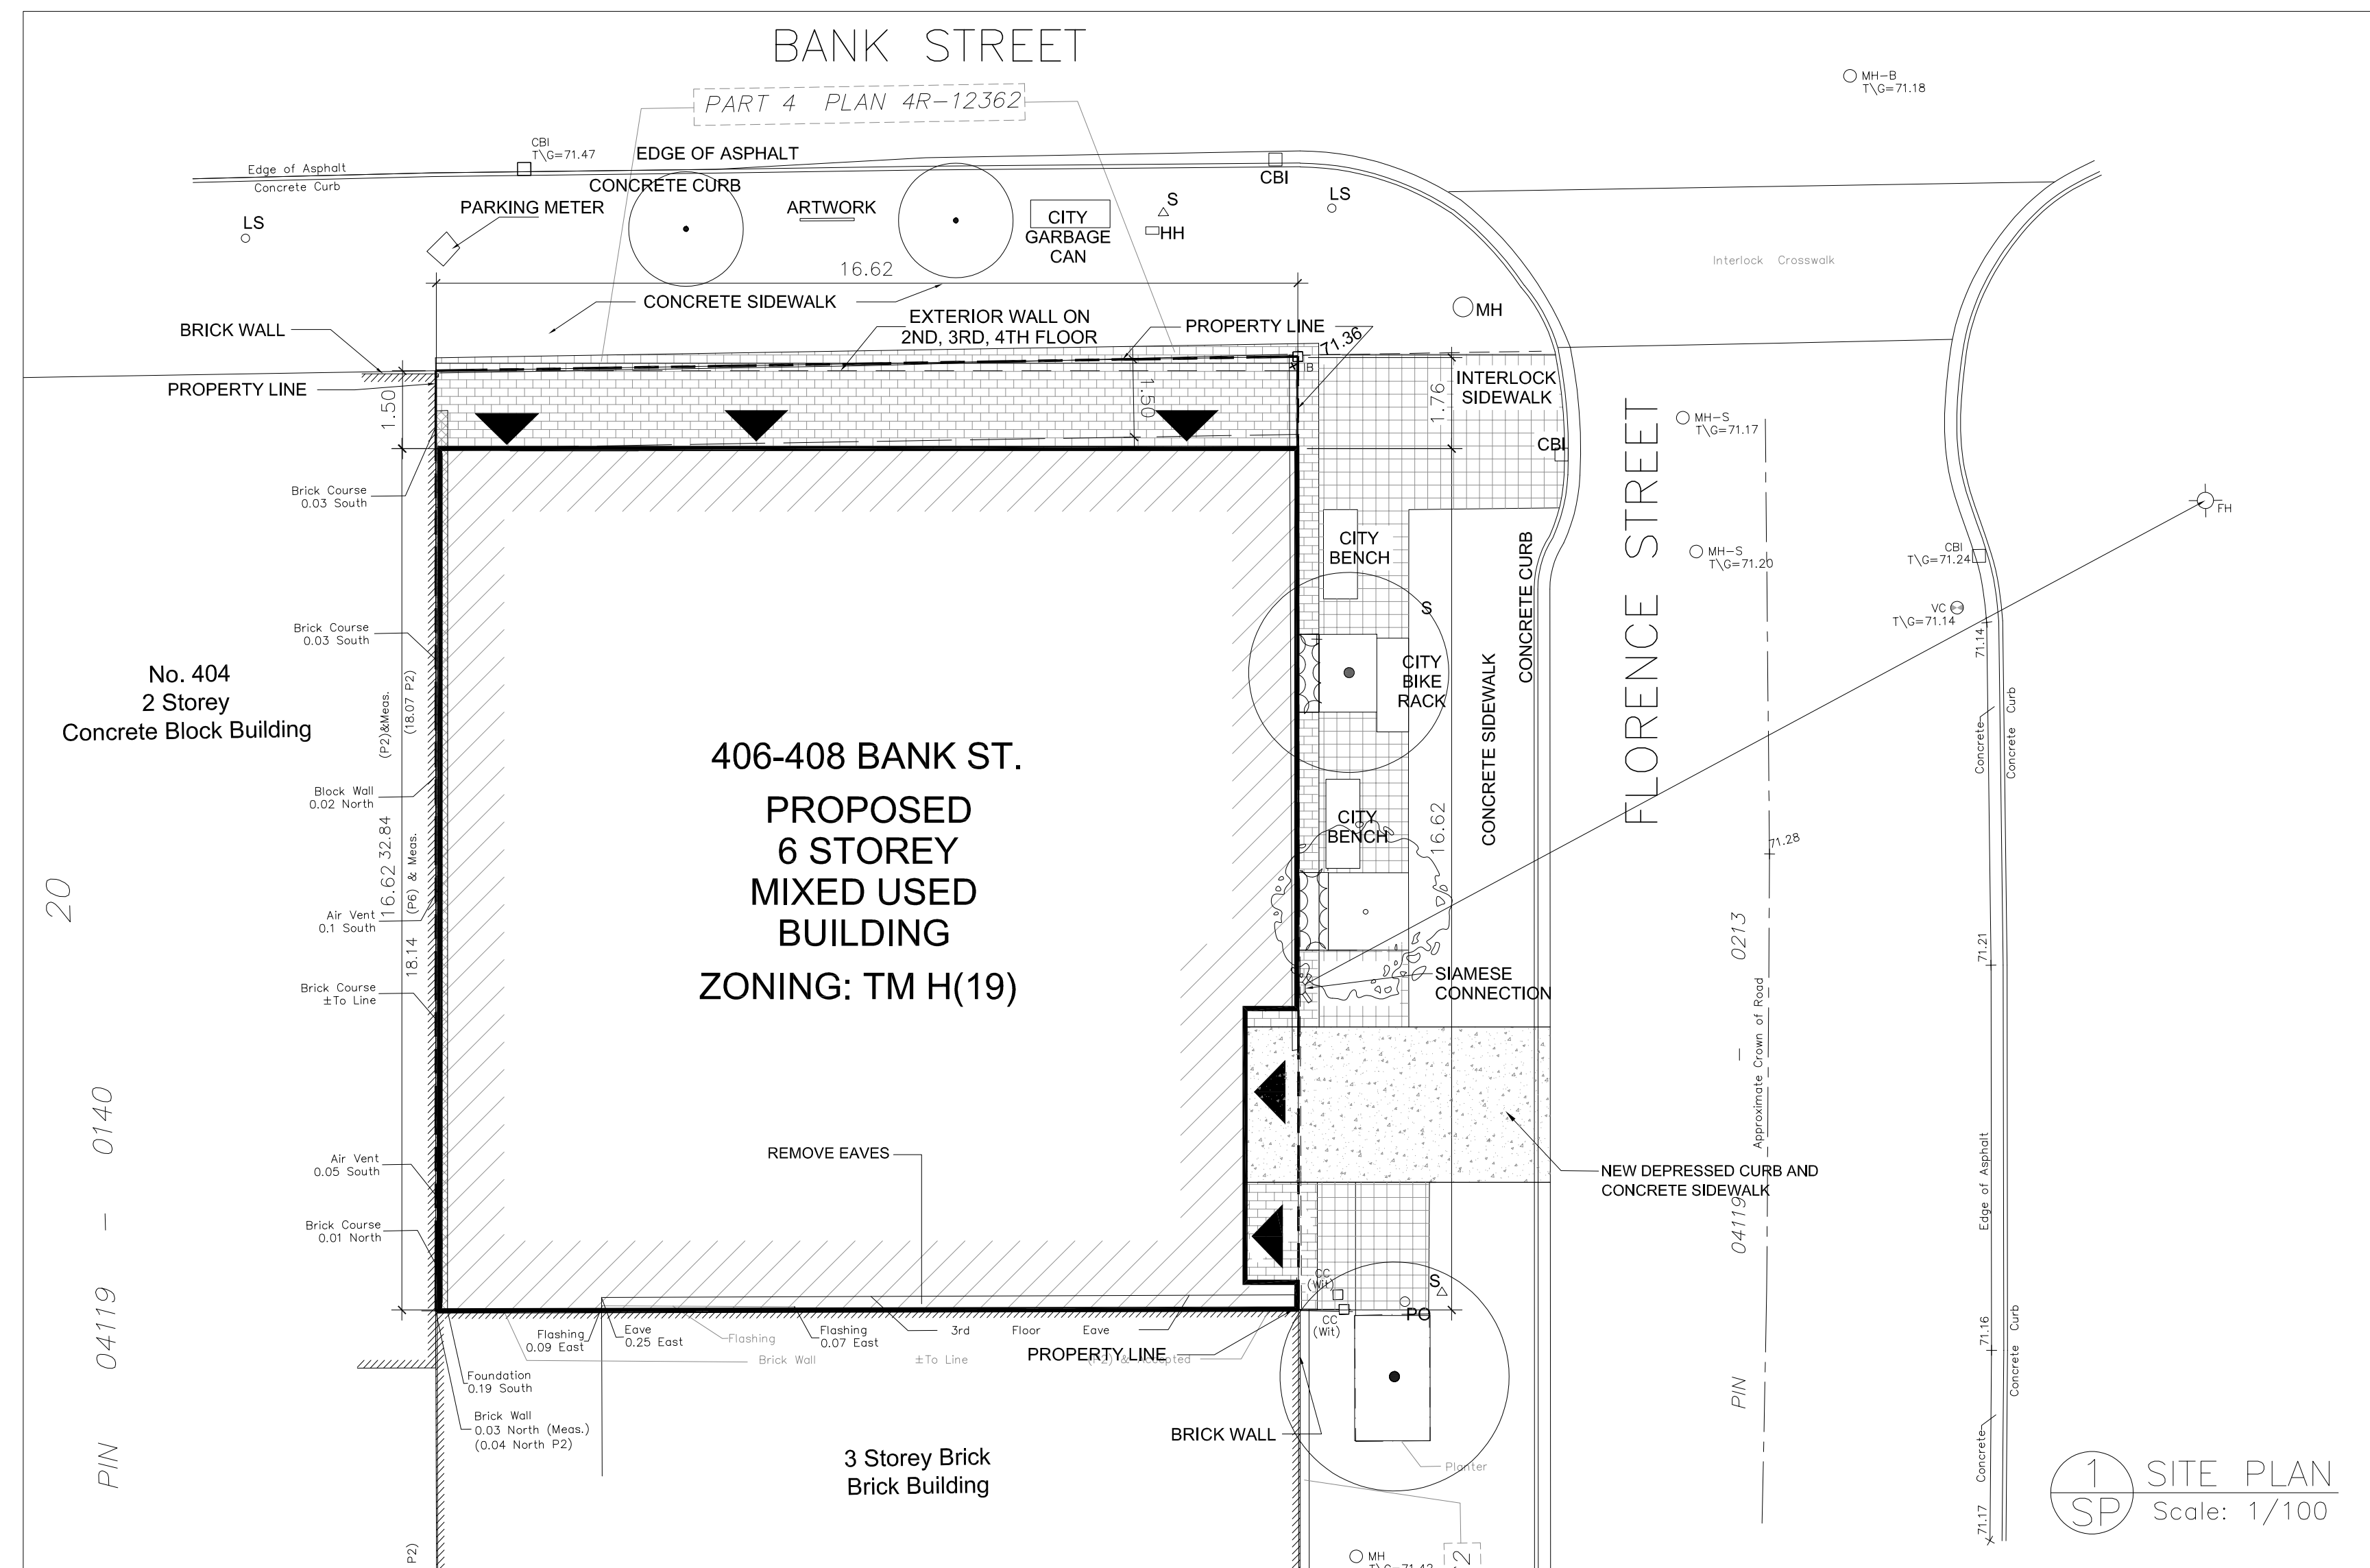 BANK STREET
PART 4 PLAN 4R-12362
MH-B
T\G=71.18
CBI
T\G=71.47
EDGE OF ASPHALT
Edge of Asphalt
Concrete Curb
CONCRETE CURB
CBI
LS
PARKING METER
ARTWORK
CITY
GARBAGE
CAN
S
HH
LS
Interlock Crosswalk
16.62
CONCRETE SIDEWALK
MH
BRICK WALL
EXTERIOR WALL ON
2ND, 3RD, 4TH FLOOR
PROPERTY LINE
71.36
IB
PROPERTY LINE
1.50
1.50
1.76
INTERLOCK
SIDEWALK
MH-S
T\G=71.17
CBI
FLORENCE STREET
Brick Course
0.03 South
FH
CITY
BENCH
CONCRETE CURB
MH-S
T\G=71.20
CBI
T\G=71.24
VC
T\G=71.14
71.14
S
Brick Course
0.03 South
No. 404
2 Storey
Concrete Block Building
(P2)&Meas.
(18.07 P2)
CITY
BIKE
RACK
CONCRETE SIDEWALK
Concrete
Concrete Curb
406-408 BANK ST.
PROPOSED
6 STOREY
MIXED USED
BUILDING
ZONING: TM H(19)
Block Wall
0.02 North
CITY
BENCH
16.62
71.28
16.62 32.84
(P6) & Meas.
18.14
20
Air Vent
0.1 South
71.21
Brick Course
±To Line
SIAMESE
CONNECTION
PIN 04119 - 0213
Approximate Crown of Road
PIN 04119 - 0140
REMOVE EAVES
Air Vent
0.05 South
NEW DEPRESSED CURB AND
CONCRETE SIDEWALK
Edge of Asphalt
Brick Course
0.01 North
CC
(Wit)
S
PO
CC
(Wit)
71.16
Concrete Curb
Flashing
0.09 East
Eave
0.25 East
Flashing
Flashing
0.07 East
3rd Floor Eave
Brick Wall ±To Line (P2) & Accepted
PROPERTY LINE
Foundation
0.19 South
Brick Wall
0.03 North (Meas.)
(0.04 North P2)
BRICK WALL
3 Storey Brick
Brick Building
Planter
Concrete
71.17
1
SP
SITE PLAN
Scale: 1/100
P2)
MH